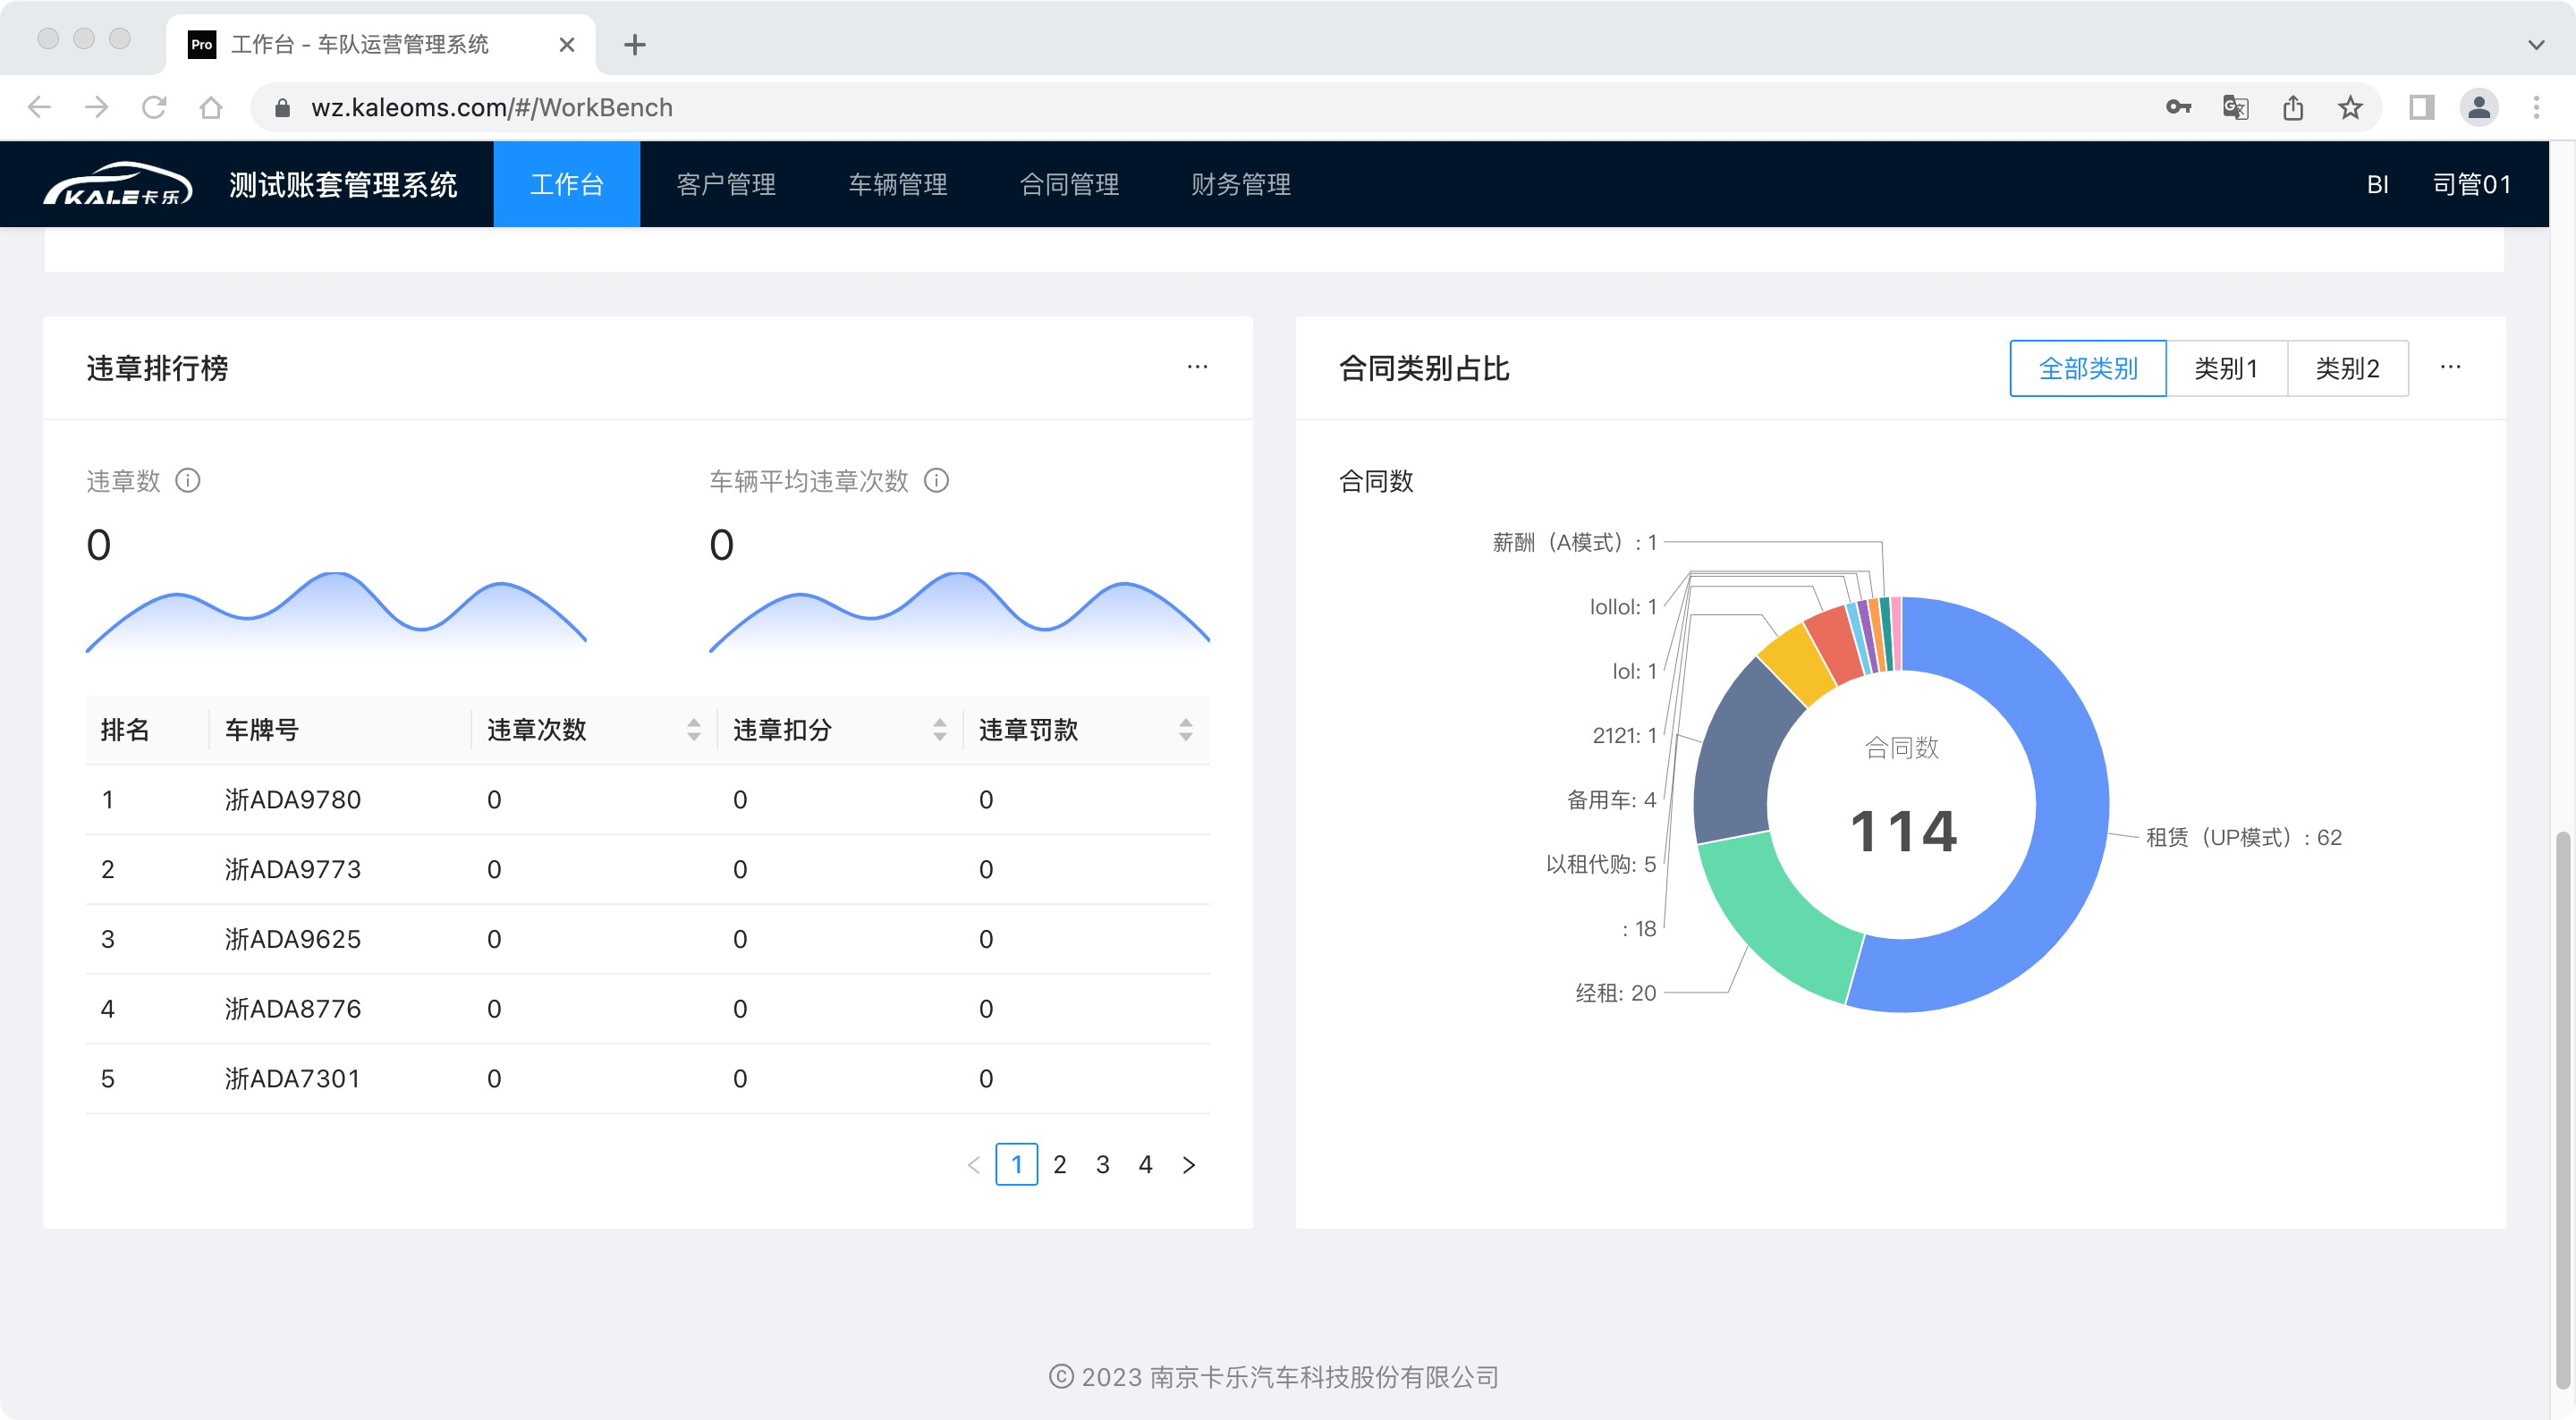 Pro 工作台 - 车队运营管理系统
wz.kaleoms.com/#/WorkBench
KALE卡乐 测试账套管理系统 工作台 客户管理 车辆管理 合同管理 财务管理 BI 司管01
违章排行榜
违章数 车辆平均违章次数
0 0
排名 车牌号 违章次数 违章扣分 违章罚款
1 浙ADA9780 0 0 0
2 浙ADA9773 0 0 0
3 浙ADA9625 0 0 0
4 浙ADA8776 0 0 0
5 浙ADA7301 0 0 0
1 2 3 4
合同类别占比 全部类别 类别1 类别2
合同数
薪酬（A模式）: 1
lollol: 1
lol: 1
2121: 1
备用车: 4
以租代购: 5
: 18
经租: 20
合同数
114
租赁（UP模式）: 62
© 2023 南京卡乐汽车科技股份有限公司